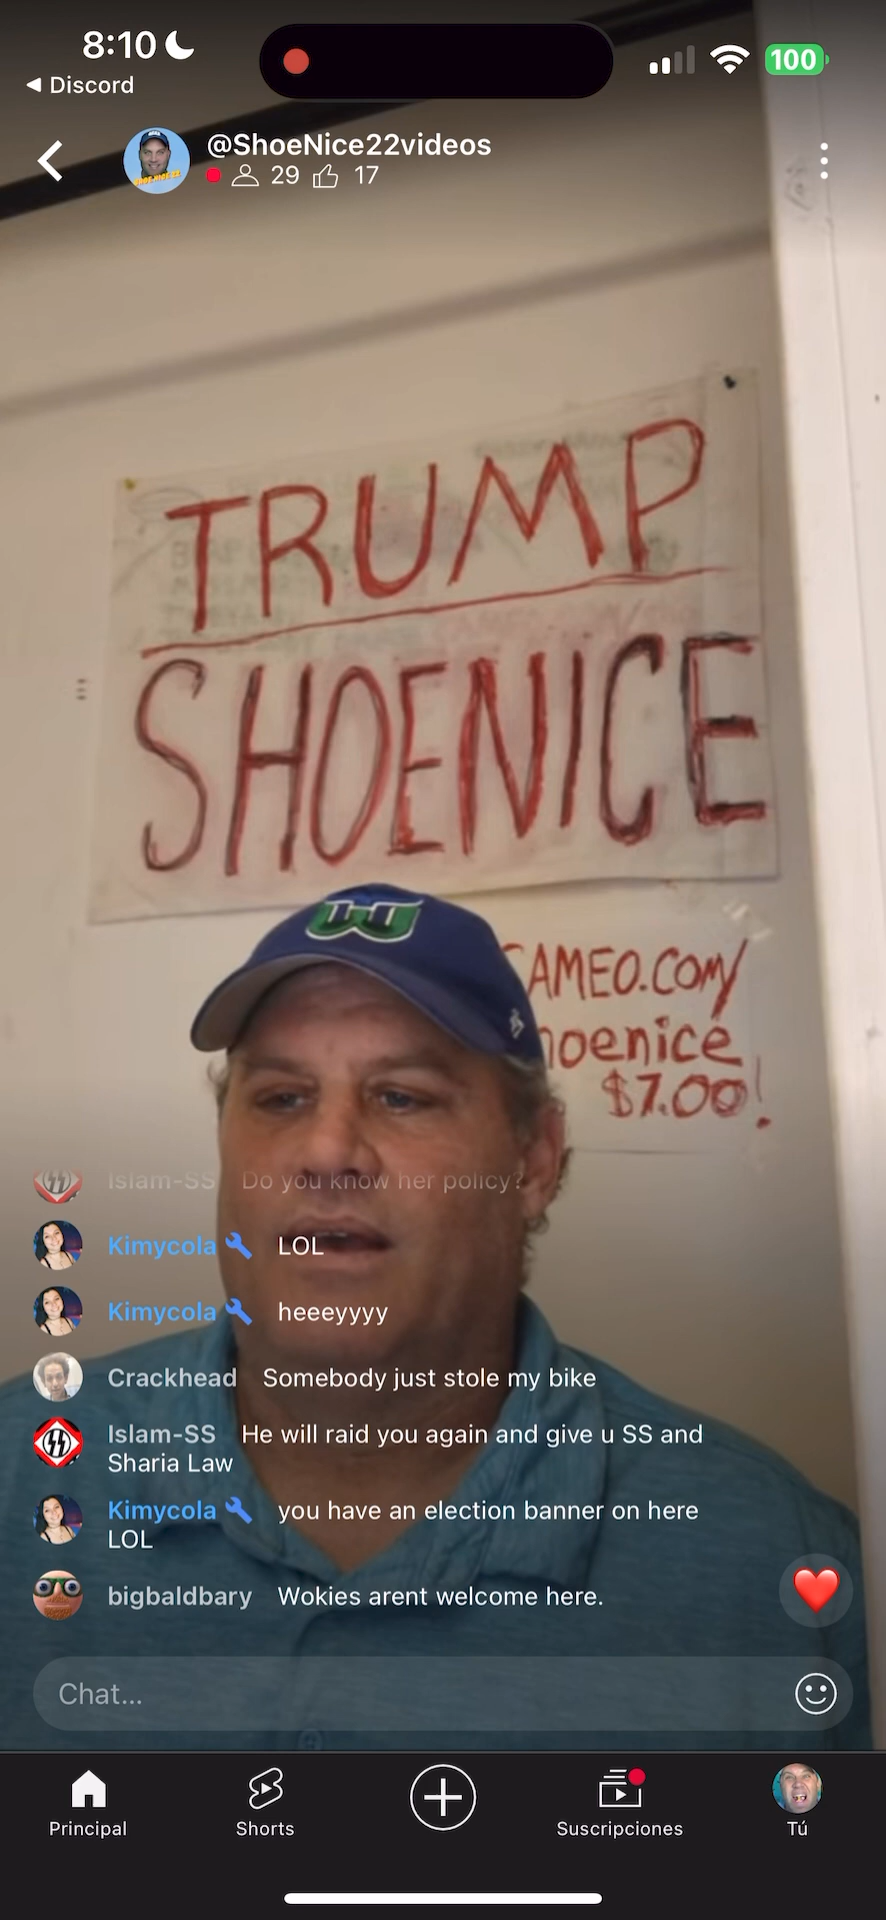 8:10
100
Discord
@ShoeNice22videos
29 17
TRUMP
SHOENICE
CAMEO.COM/
hoenice
$7.00!
Islam-SS Do you know her policy?
Kimycola LOL
Kimycola heeeyyyy
Crackhead Somebody just stole my bike
Islam-SS He will raid you again and give u SS and
Sharia Law
Kimycola you have an election banner on here
LOL
bigbaldbary Wokies arent welcome here.
Chat...
Principal
Shorts
Suscripciones
Tú